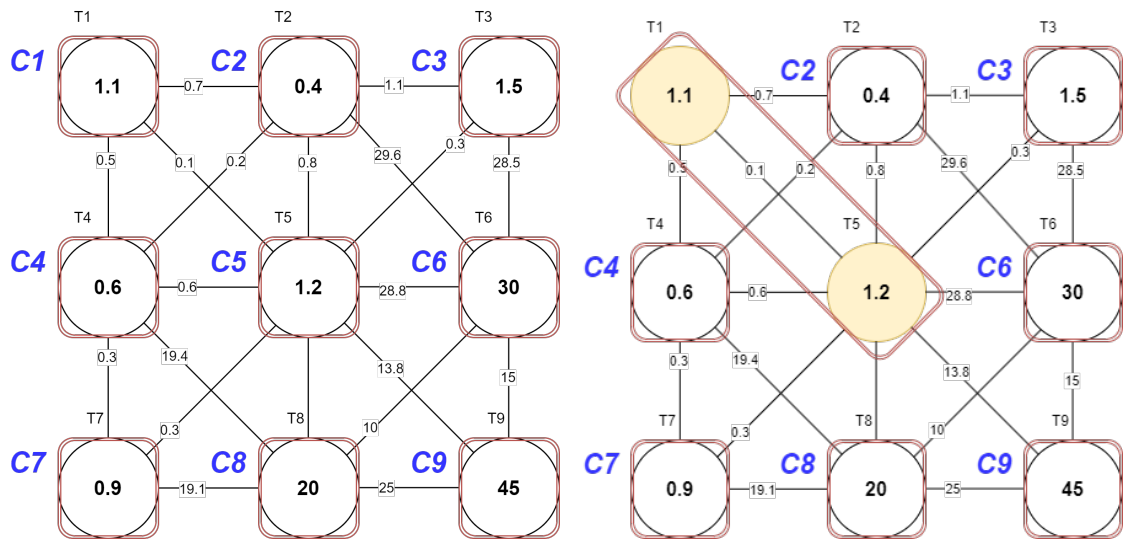 T1 T2 T3
C1 1.1 0.7 C2 0.4 1.1 C3 1.5
0.5 0.1 0.2 0.8 29.6 0.3 28.5
T4 T5 T6
C4 0.6 0.6 C5 1.2 28.8 C6 30
0.3 19.4 13.8 15
T7 0.3 T8 10 T9
C7 0.9 19.1 C8 20 25 C9 45
T1 T2 T3
1.1 0.7 C2 0.4 1.1 C3 1.5
0.5 0.1 0.2 0.8 29.6 0.3 28.5
T4 T5 T6
C4 0.6 0.6 1.2 28.8 C6 30
0.3 19.4 13.8 15
T7 0.3 T8 10 T9
C7 0.9 19.1 C8 20 25 C9 45